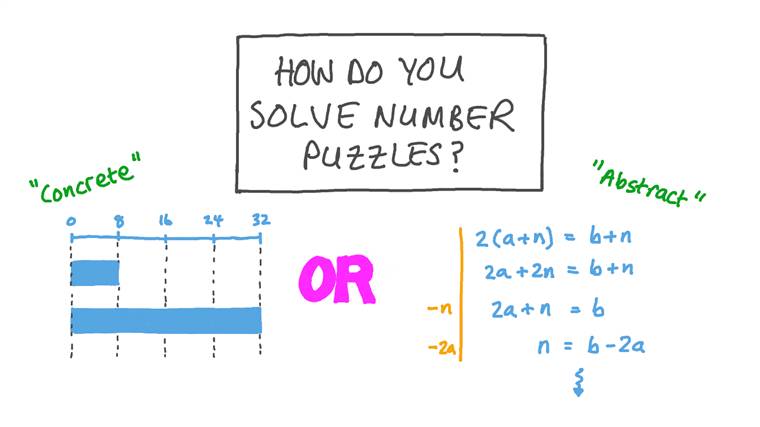 HOW DO YOU
SOLVE NUMBER
PUZZLES?
"Concrete"
0 8 16 24 32
OR
"Abstract"
2(a+n) = b+n
2a+2n = b+n
-n 2a+n = b
-2a n = b-2a